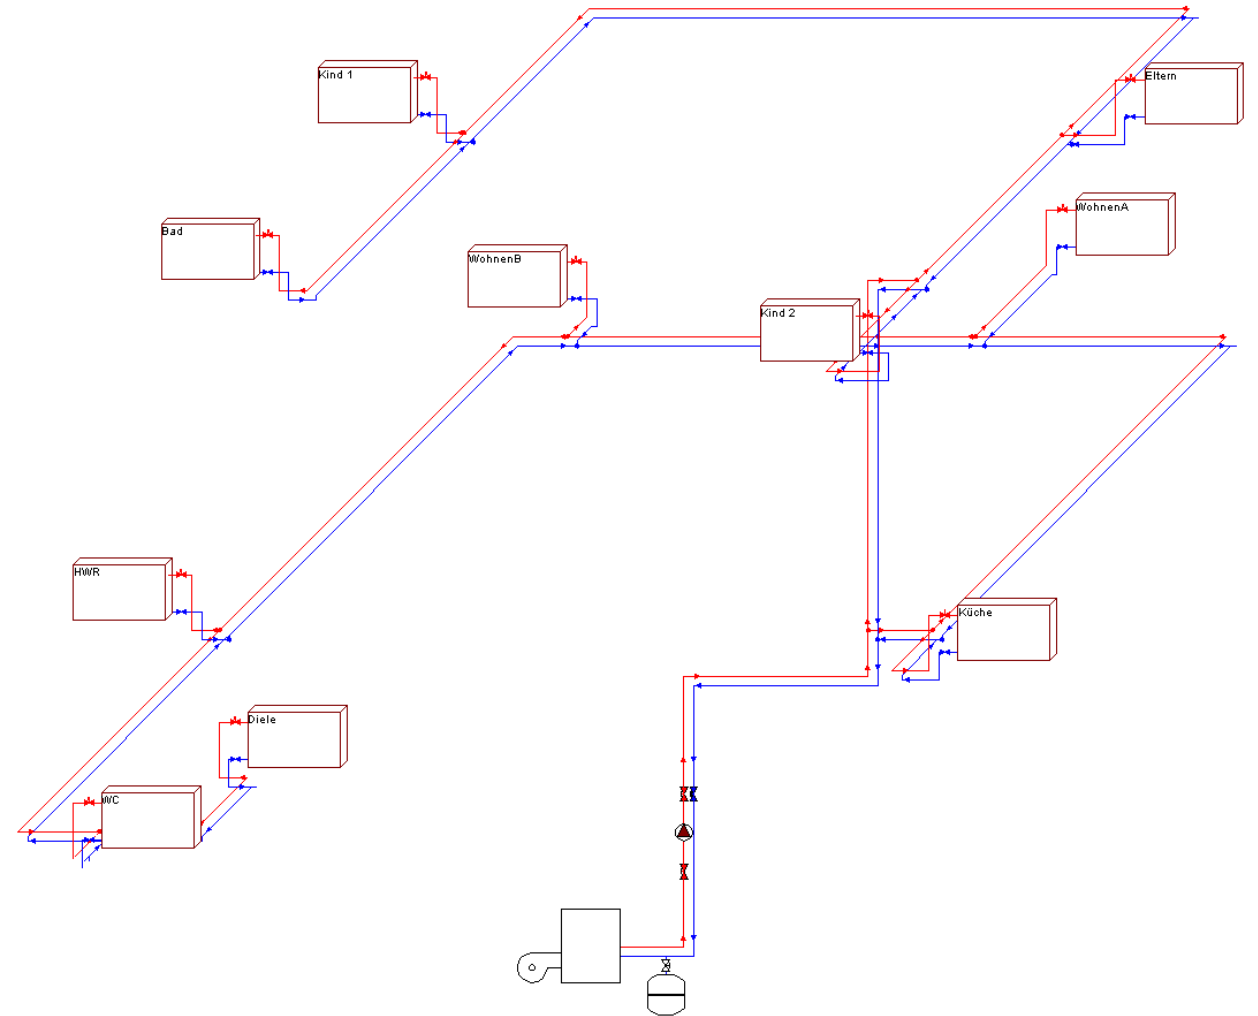 Kind 1
Eltern
WohnenA
Bad
WohnenB
Kind 2
HWR
Küche
Diele
WC